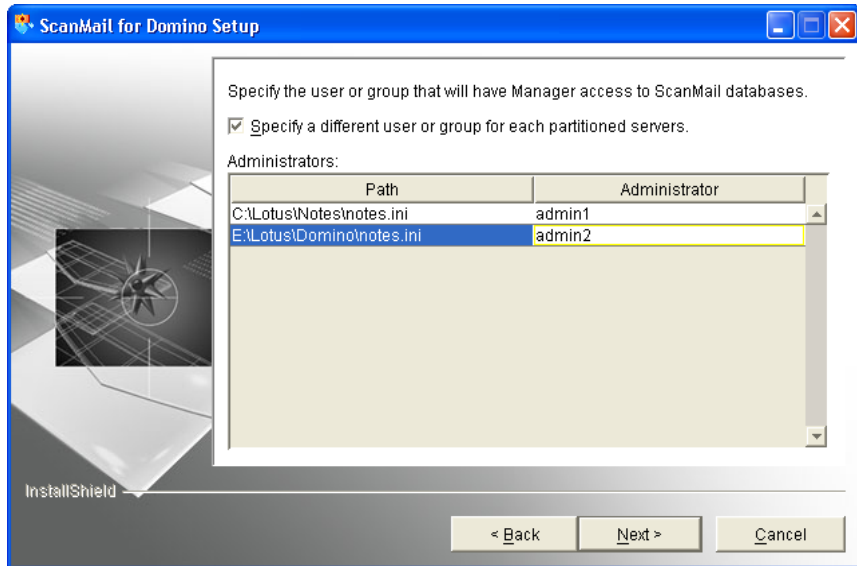 ScanMail for Domino Setup
Specify the user or group that will have Manager access to ScanMail databases.
Specify a different user or group for each partitioned servers.
Administrators:
Path Administrator
C:\Lotus\Notes\notes.ini admin1
E:\Lotus\Domino\notes.ini admin2
InstallShield
< Back Next > Cancel